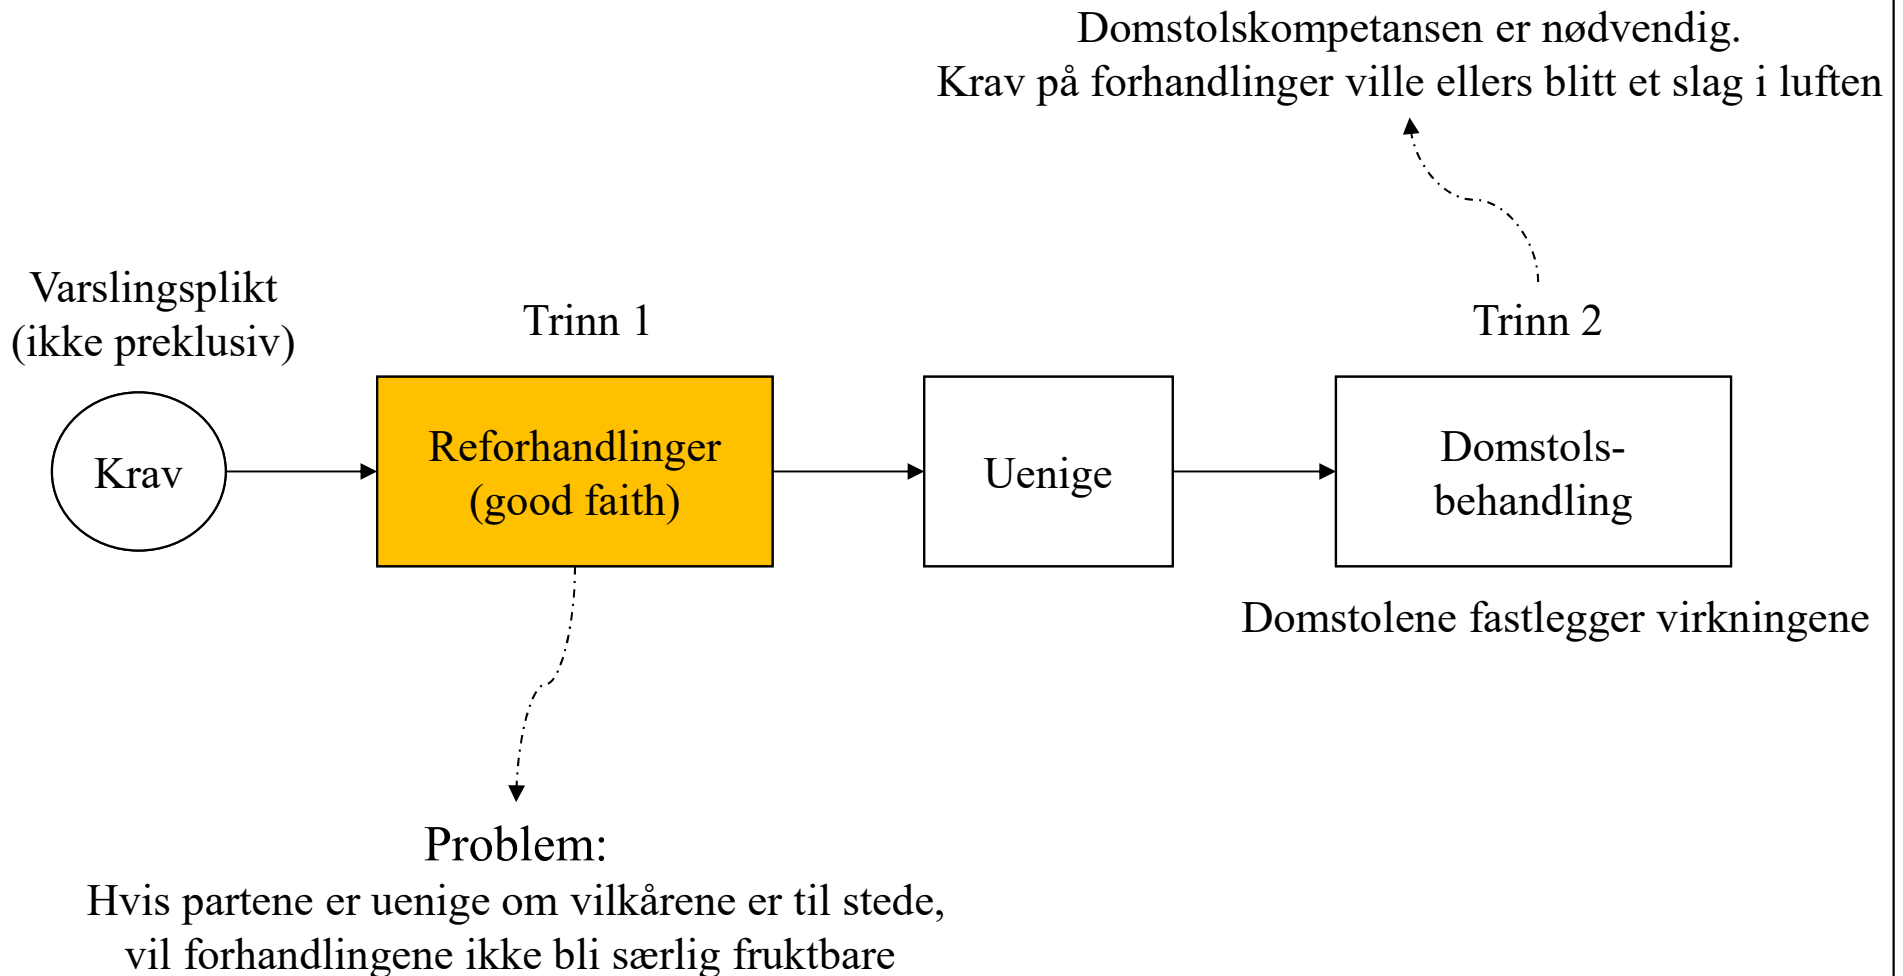 Domstolskompetansen er nødvendig.
Krav på forhandlinger ville ellers blitt et slag i luften
Varslingsplikt
(ikke preklusiv)
Trinn 1
Trinn 2
Krav
Reforhandlinger
(good faith)
Uenige
Domstols-
behandling
Domstolene fastlegger virkningene
Problem:
Hvis partene er uenige om vilkårene er til stede,
vil forhandlingene ikke bli særlig fruktbare